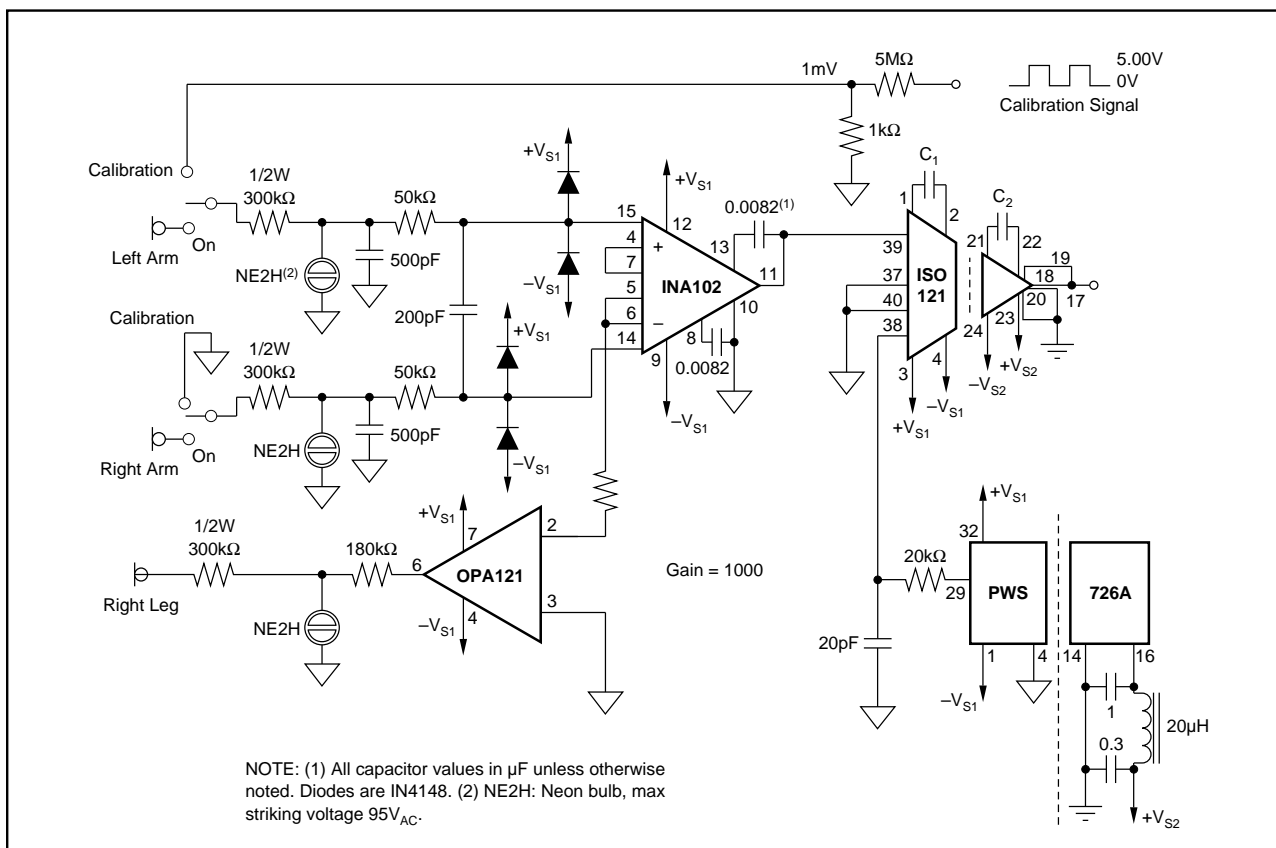 1mV
5MΩ
5.00V
0V
Calibration Signal
1kΩ
Calibration
1/2W
300kΩ
50kΩ
+VS1
–VS1
+VS1
C1
C2
Left Arm
On
NE2H(2)
500pF
200pF
15
4
7
5
6
14
+
–
12
13
11
10
8
9
INA102
0.0082(1)
0.0082
–VS1
1
2
39
37
40
38
3
4
ISO
121
+VS1
–VS1
21
22
19
18
20
17
23
24
–VS2
+VS2
Calibration
1/2W
300kΩ
50kΩ
+VS1
–VS1
Right Arm
On
NE2H
500pF
1/2W
300kΩ
180kΩ
Right Leg
NE2H
+VS1
–VS1
7
6
4
2
3
OPA121
Gain = 1000
20kΩ
20pF
+VS1
32
29
PWS
1
4
–VS1
726A
14
16
1
0.3
20µH
+VS2
NOTE: (1) All capacitor values in µF unless otherwise
noted. Diodes are IN4148. (2) NE2H: Neon bulb, max
striking voltage 95VAC.